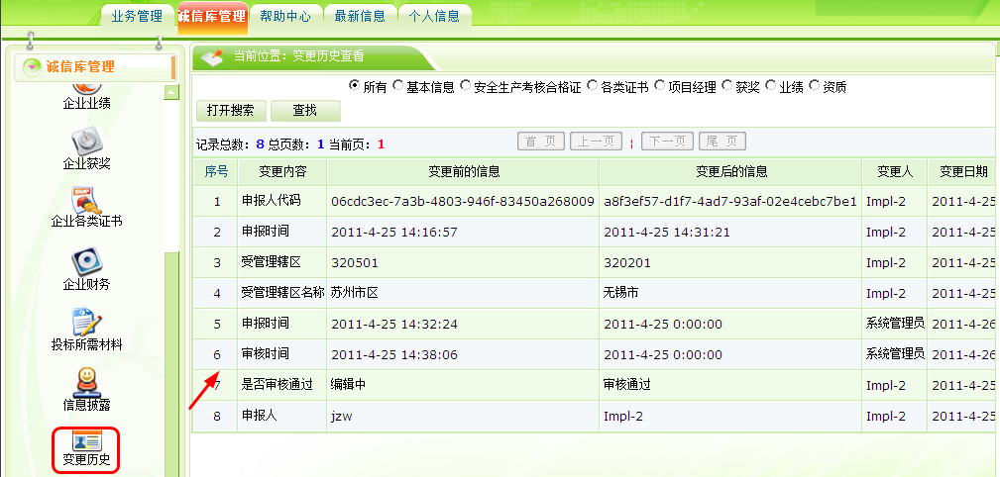 业务管理 诚信库管理 帮助中心 最新信息 个人信息
诚信库管理
企业业绩
企业获奖
企业各类证书
企业财务
投标所需材料
信息披露
变更历史
当前位置：变更历史查看
所有 基本信息 安全生产考核合格证 各类证书 项目经理 获奖 业绩 资质
打开搜索 查找
记录总数：8 总页数：1 当前页：1 首 页 上一页 ¦ 下一页 尾 页
序号 变更内容 变更前的信息 变更后的信息 变更人 变更日期
1 申报人代码 06cdc3ec-7a3b-4803-946f-83450a268009 a8f3ef57-d1f7-4ad7-93af-02e4cebc7be1 Impl-2 2011-4-25
2 申报时间 2011-4-25 14:16:57 2011-4-25 14:31:21 Impl-2 2011-4-25
3 受管理辖区 320501 320201 Impl-2 2011-4-25
4 受管理辖区名称 苏州市区 无锡市 Impl-2 2011-4-25
5 申报时间 2011-4-25 14:32:24 2011-4-25 0:00:00 系统管理员 2011-4-26
6 审核时间 2011-4-25 14:38:06 2011-4-25 0:00:00 系统管理员 2011-4-26
7 是否审核通过 编辑中 审核通过 Impl-2 2011-4-25
8 申报人 jzw Impl-2 Impl-2 2011-4-25